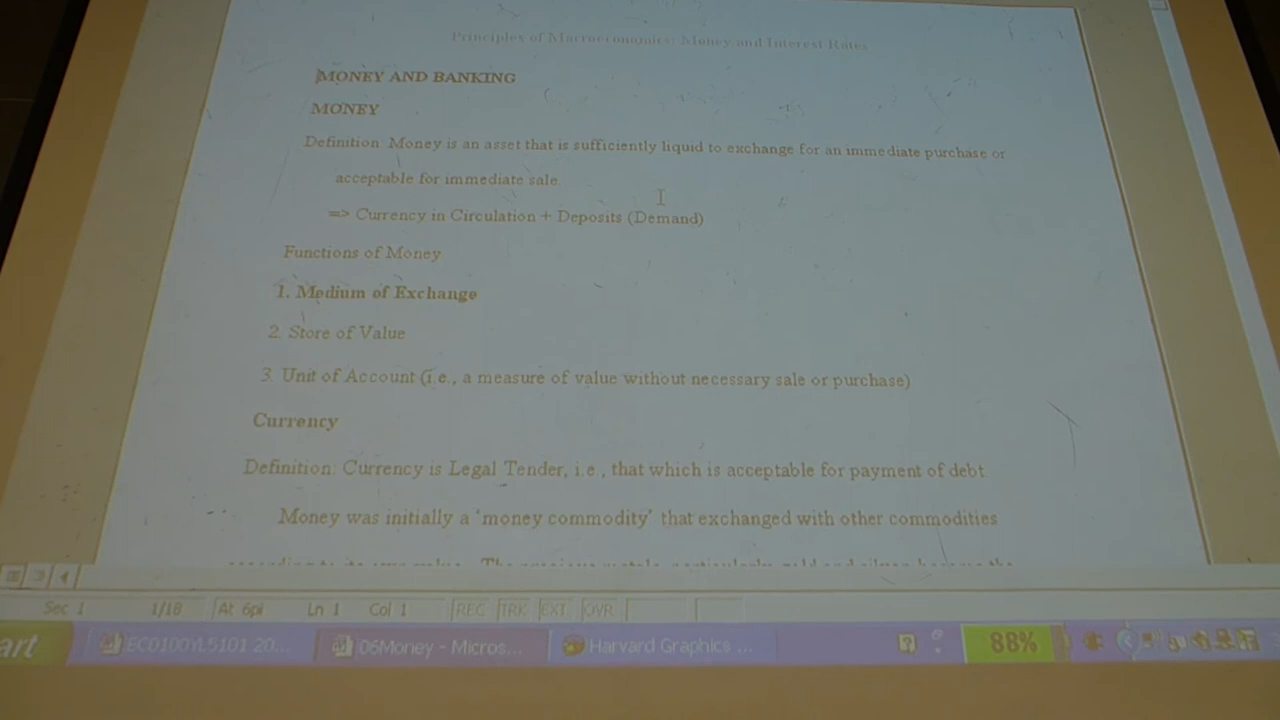 Principles of Macroeconomics: Money and Interest Rates
MONEY AND BANKING
MONEY
Definition: Money is an asset that is sufficiently liquid to exchange for an immediate purchase or
acceptable for immediate sale.
=> Currency in Circulation + Deposits (Demand)
Functions of Money
1. Medium of Exchange
2. Store of Value
3. Unit of Account (i.e., a measure of value without necessary sale or purchase)
Currency
Definition: Currency is Legal Tender, i.e., that which is acceptable for payment of debt.
Money was initially a 'money commodity' that exchanged with other commodities
Sec 1 1/18 At 6pi Ln 1 Col 1 REC TRK EXT OVR
art 06Money - Micros... Harvard Graphics ... 88%